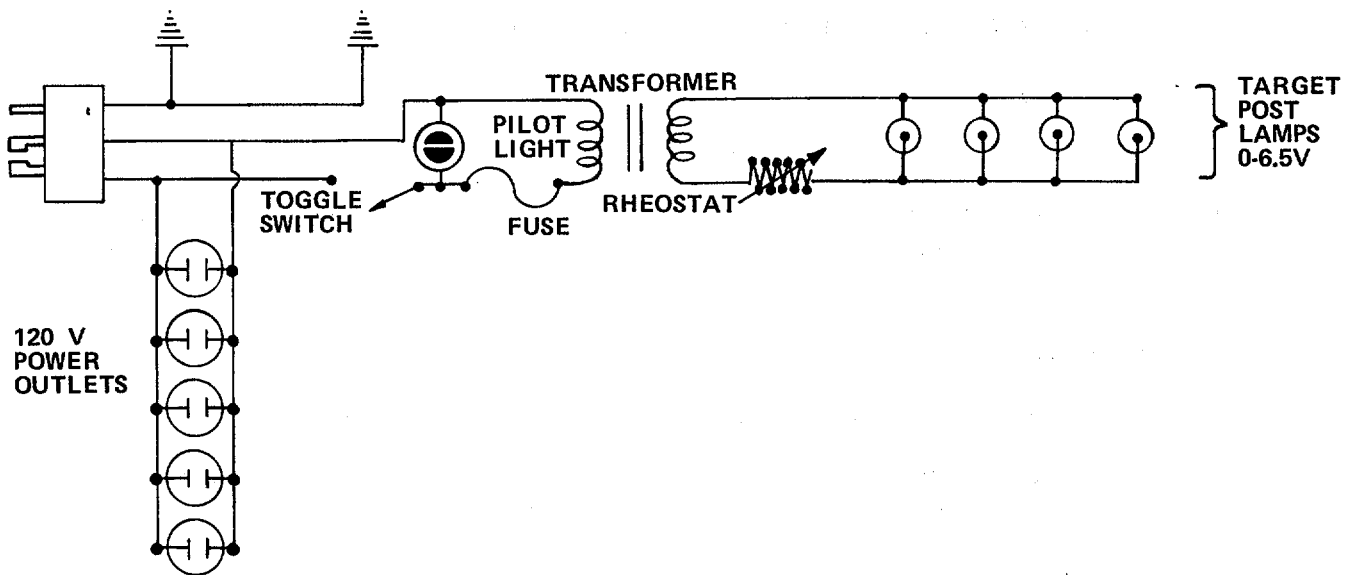 TRANSFORMER
PILOT
LIGHT
TOGGLE
SWITCH
FUSE
RHEOSTAT
TARGET
POST
LAMPS
0-6.5V
120 V
POWER
OUTLETS